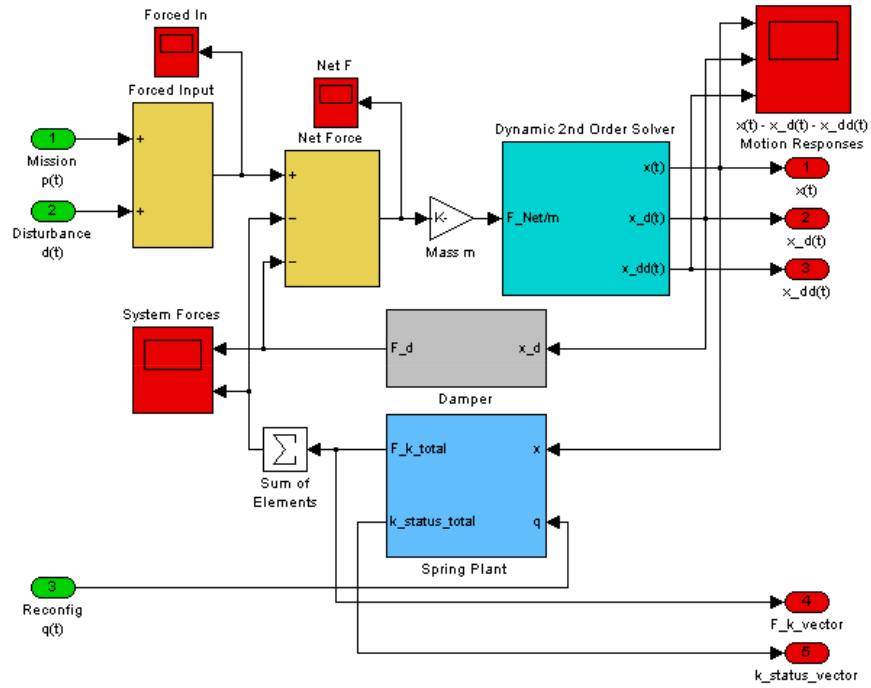 Forced In
Net F
x(t) - x_d(t) - x_dd(t)
Motion Responses
Forced Input
Net Force
Dynamic 2nd Order Solver
1
Mission
p(t)
+
2
Disturbance
d(t)
+
+
−
−
K-
Mass m
F_Net/m
x(t)
x_d(t)
x_dd(t)
1
x(t)
2
x_d(t)
3
x_dd(t)
System Forces
F_d
x_d
Damper
Σ
Sum of
Elements
F_k_total
x
k_status_total
q
Spring Plant
3
Reconfig
q(t)
4
F_k_vector
5
k_status_vector